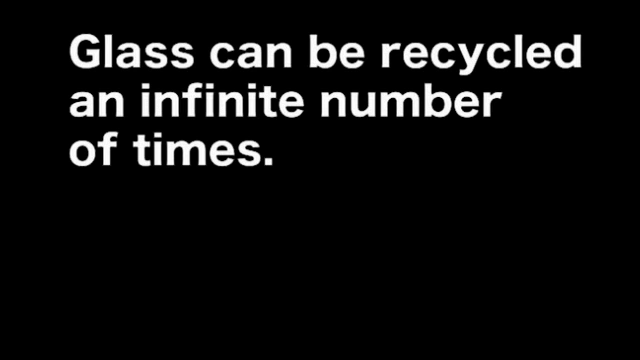 Glass can be recycled
an infinite number
of times.